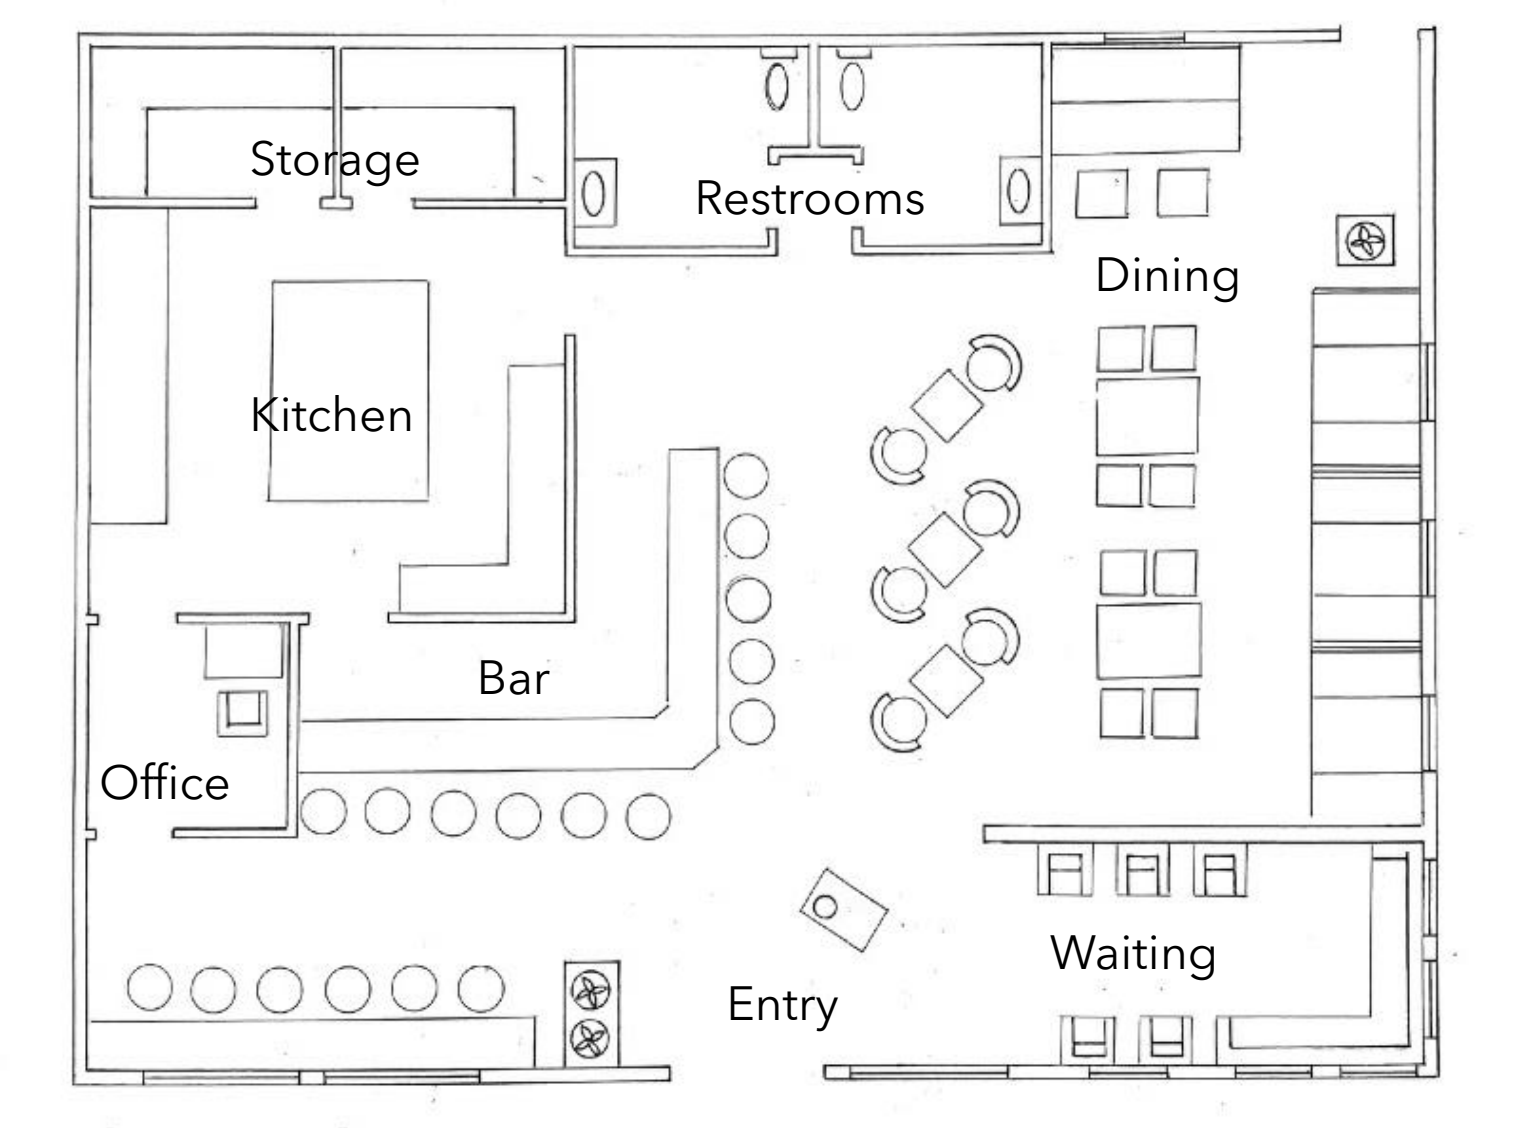 Storage
Restrooms
Dining
Kitchen
Bar
Office
Waiting
Entry